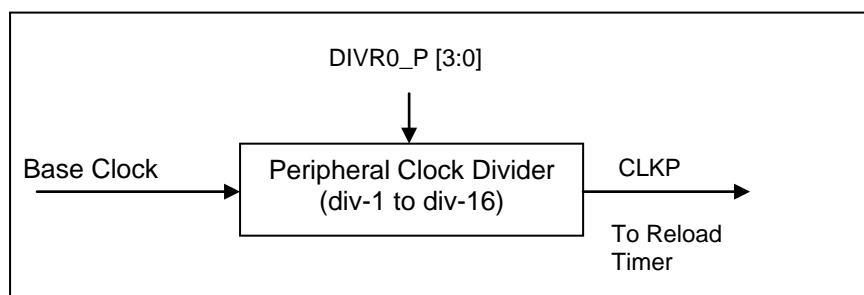 DIVR0_P [3:0]
Base Clock
Peripheral Clock Divider
(div-1 to div-16)
CLKP
To Reload
Timer